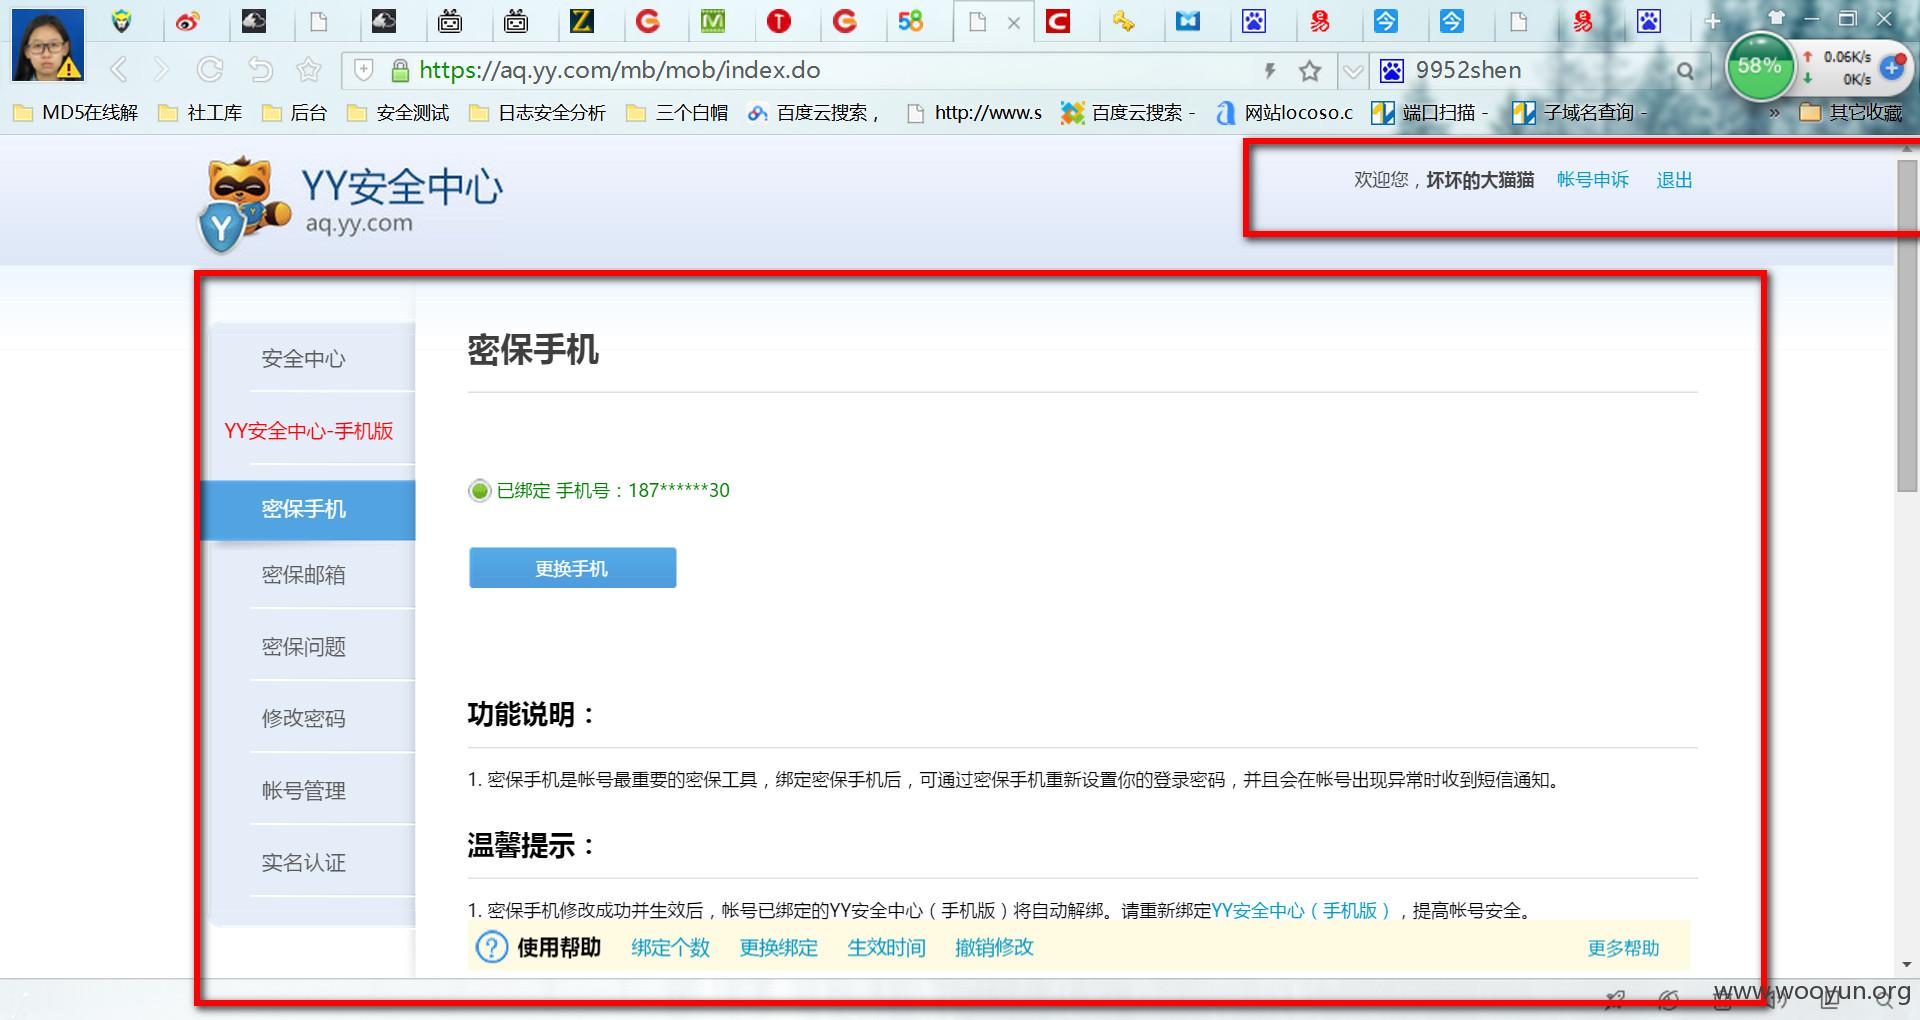 58
https://aq.yy.com/mb/mob/index.do
9952shen
58%
0.06K/s
0K/s
MD5在线解 社工库 后台 安全测试 日志安全分析 三个白帽 百度云搜索， http://www.s 百度云搜索 - 网站locoso.c 端口扫描 - 子域名查询 - » 其它收藏
YY安全中心
aq.yy.com
欢迎您，坏坏的大猫猫 帐号申诉 退出
安全中心
YY安全中心-手机版
密保手机
密保邮箱
密保问题
修改密码
帐号管理
实名认证
密保手机
已绑定 手机号：187******30
更换手机
功能说明：
1. 密保手机是帐号最重要的密保工具，绑定密保手机后，可通过密保手机重新设置你的登录密码，并且会在帐号出现异常时收到短信通知。
温馨提示：
1. 密保手机修改成功并生效后，帐号已绑定的YY安全中心（手机版）将自动解绑。请重新绑定YY安全中心（手机版），提高帐号安全。
使用帮助 绑定个数 更换绑定 生效时间 撤销修改 更多帮助
www.wooyun.org